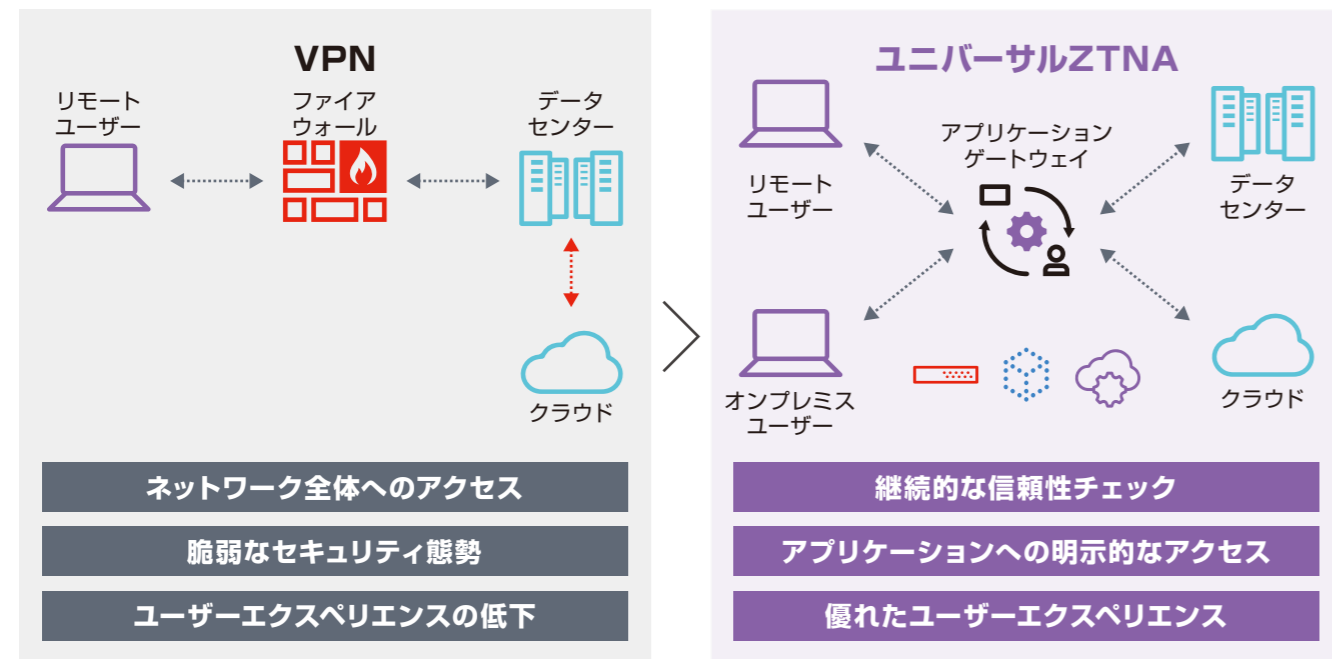 VPN
リモート
ユーザー
ファイア
ウォール
データ
センター
クラウド
ネットワーク全体へのアクセス
脆弱なセキュリティ態勢
ユーザーエクスペリエンスの低下
ユニバーサルZTNA
リモート
ユーザー
アプリケーション
ゲートウェイ
データ
センター
オンプレミス
ユーザー
クラウド
継続的な信頼性チェック
アプリケーションへの明示的なアクセス
優れたユーザーエクスペリエンス